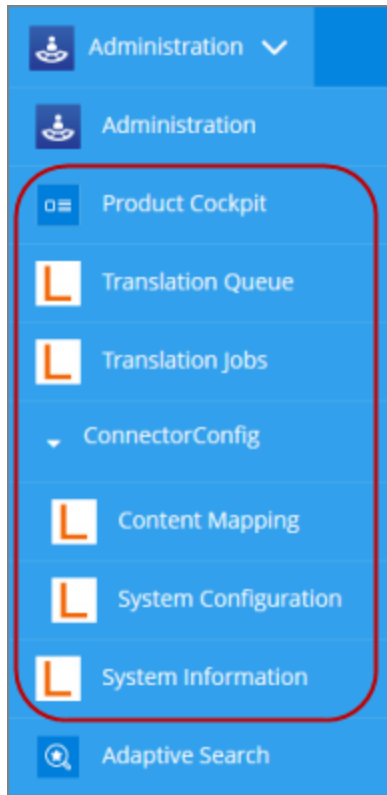 Administration
Administration
Product Cockpit
Translation Queue
Translation Jobs
ConnectorConfig
Content Mapping
System Configuration
System Information
Adaptive Search